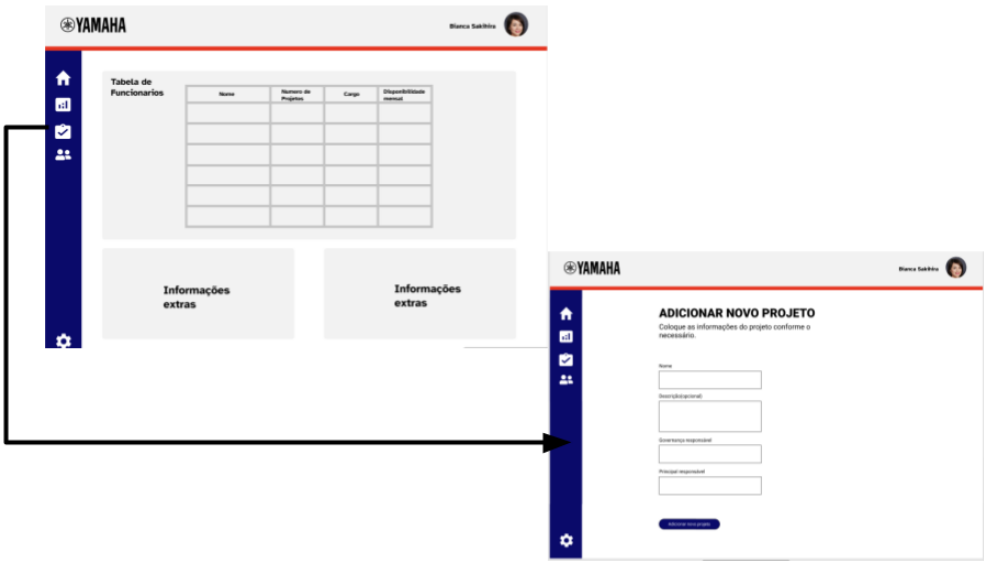 YAMAHA
Bianca Sakihira
Tabela de
Funcionarios
Nome
Numero de
Projetos
Cargo
Disponibilidade
mensal
Informações
extras
Informações
extras
YAMAHA
Bianca Sakihira
ADICIONAR NOVO PROJETO
Coloque as informações do projeto conforme o
necessário.
Nome
Descrição(opcional)
Governança responsável
Principal responsável
Adicionar novo projeto